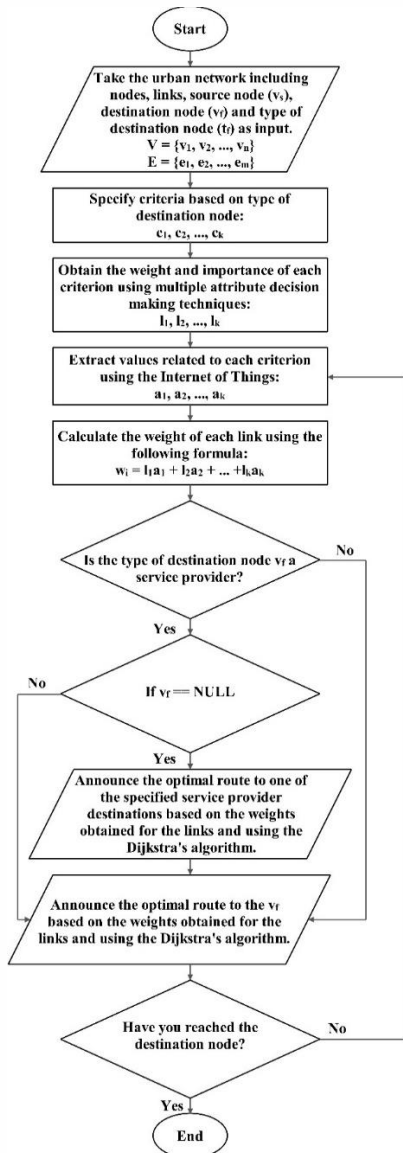 Start
Take the urban network including
nodes, links, source node (vₛ),
destination node (v_f) and type of
destination node (t_f) as input.
V = {v₁, v₂, ..., vₙ}
E = {e₁, e₂, ..., eₘ}
Specify criteria based on type of
destination node:
c₁, c₂, ..., cₖ
Obtain the weight and importance of each
criterion using multiple attribute decision
making techniques:
l₁, l₂, ..., lₖ
Extract values related to each criterion
using the Internet of Things:
a₁, a₂, ..., aₖ
Calculate the weight of each link using the
following formula:
wᵢ = l₁a₁ + l₂a₂ + ... +lₖaₖ
Is the type of destination node v_f a
service provider?
No
Yes
No
If v_f == NULL
Yes
Announce the optimal route to one of
the specified service provider
destinations based on the weights
obtained for the links and using the
Dijkstra's algorithm.
Announce the optimal route to the v_f
based on the weights obtained for the
links and using the Dijkstra's algorithm.
Have you reached the
destination node?
No
Yes
End